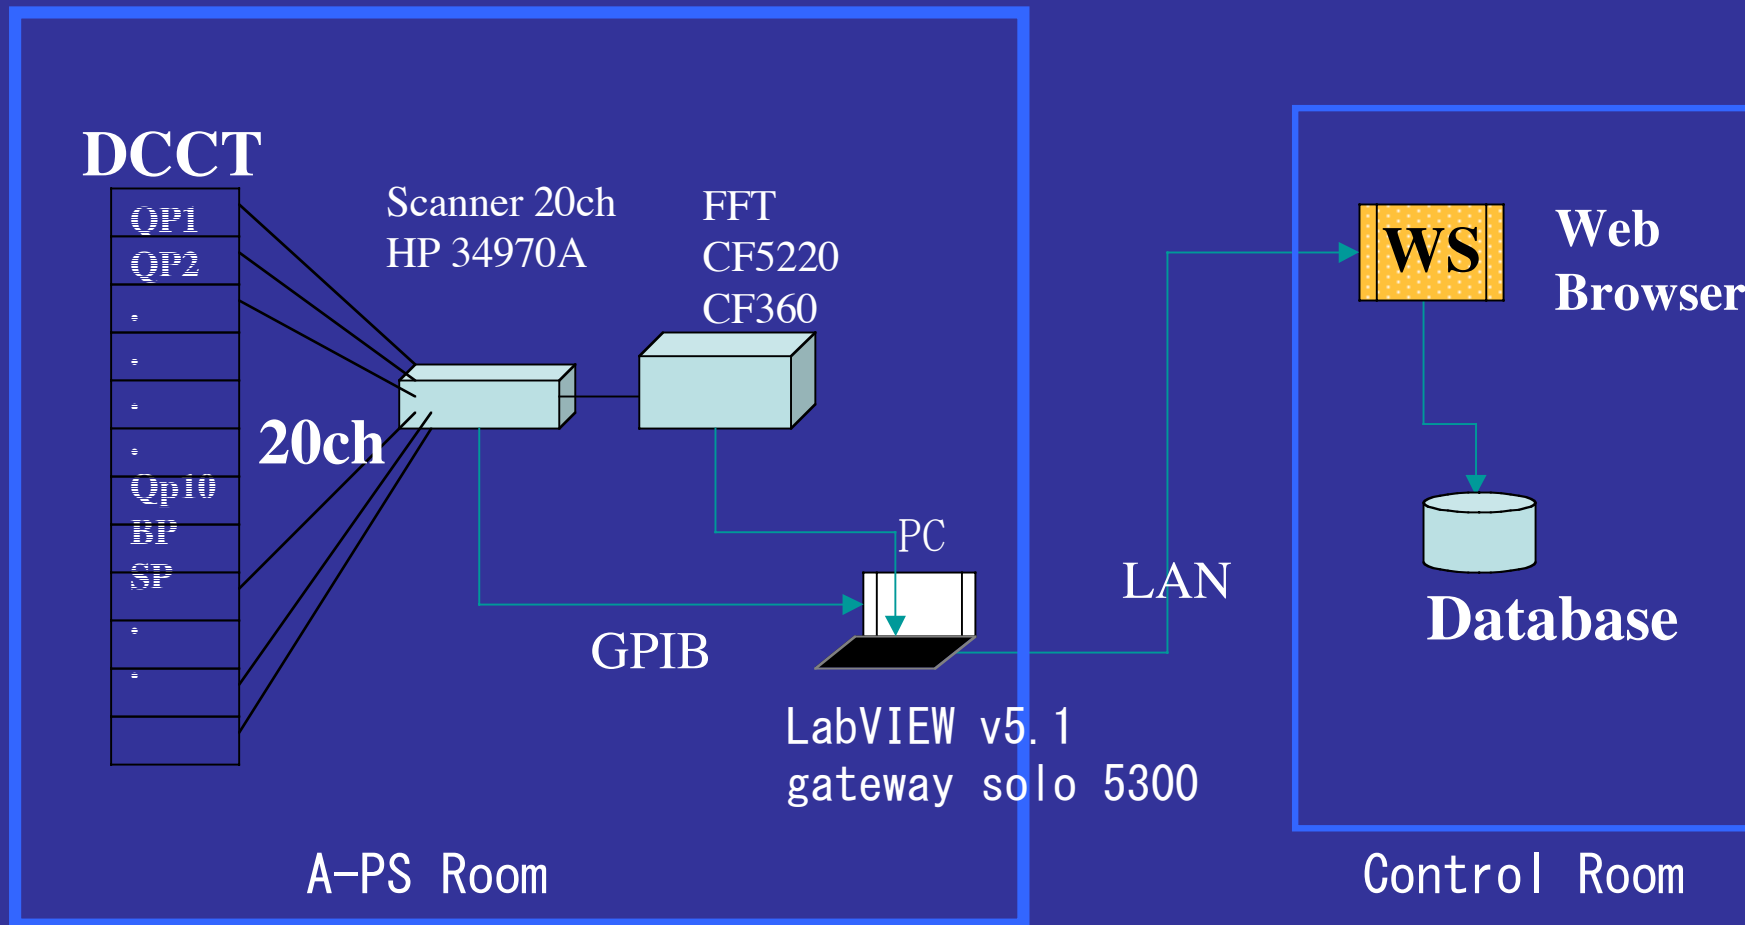 DCCT
QP1
QP2
.
.
.
.
Qp10
BP
SP
.
.
20ch
Scanner 20ch
HP 34970A
FFT
CF5220
CF360
PC
GPIB
LabVIEW v5.1
gateway solo 5300
A-PS Room
LAN
WS
Web
Browser
Database
Control Room